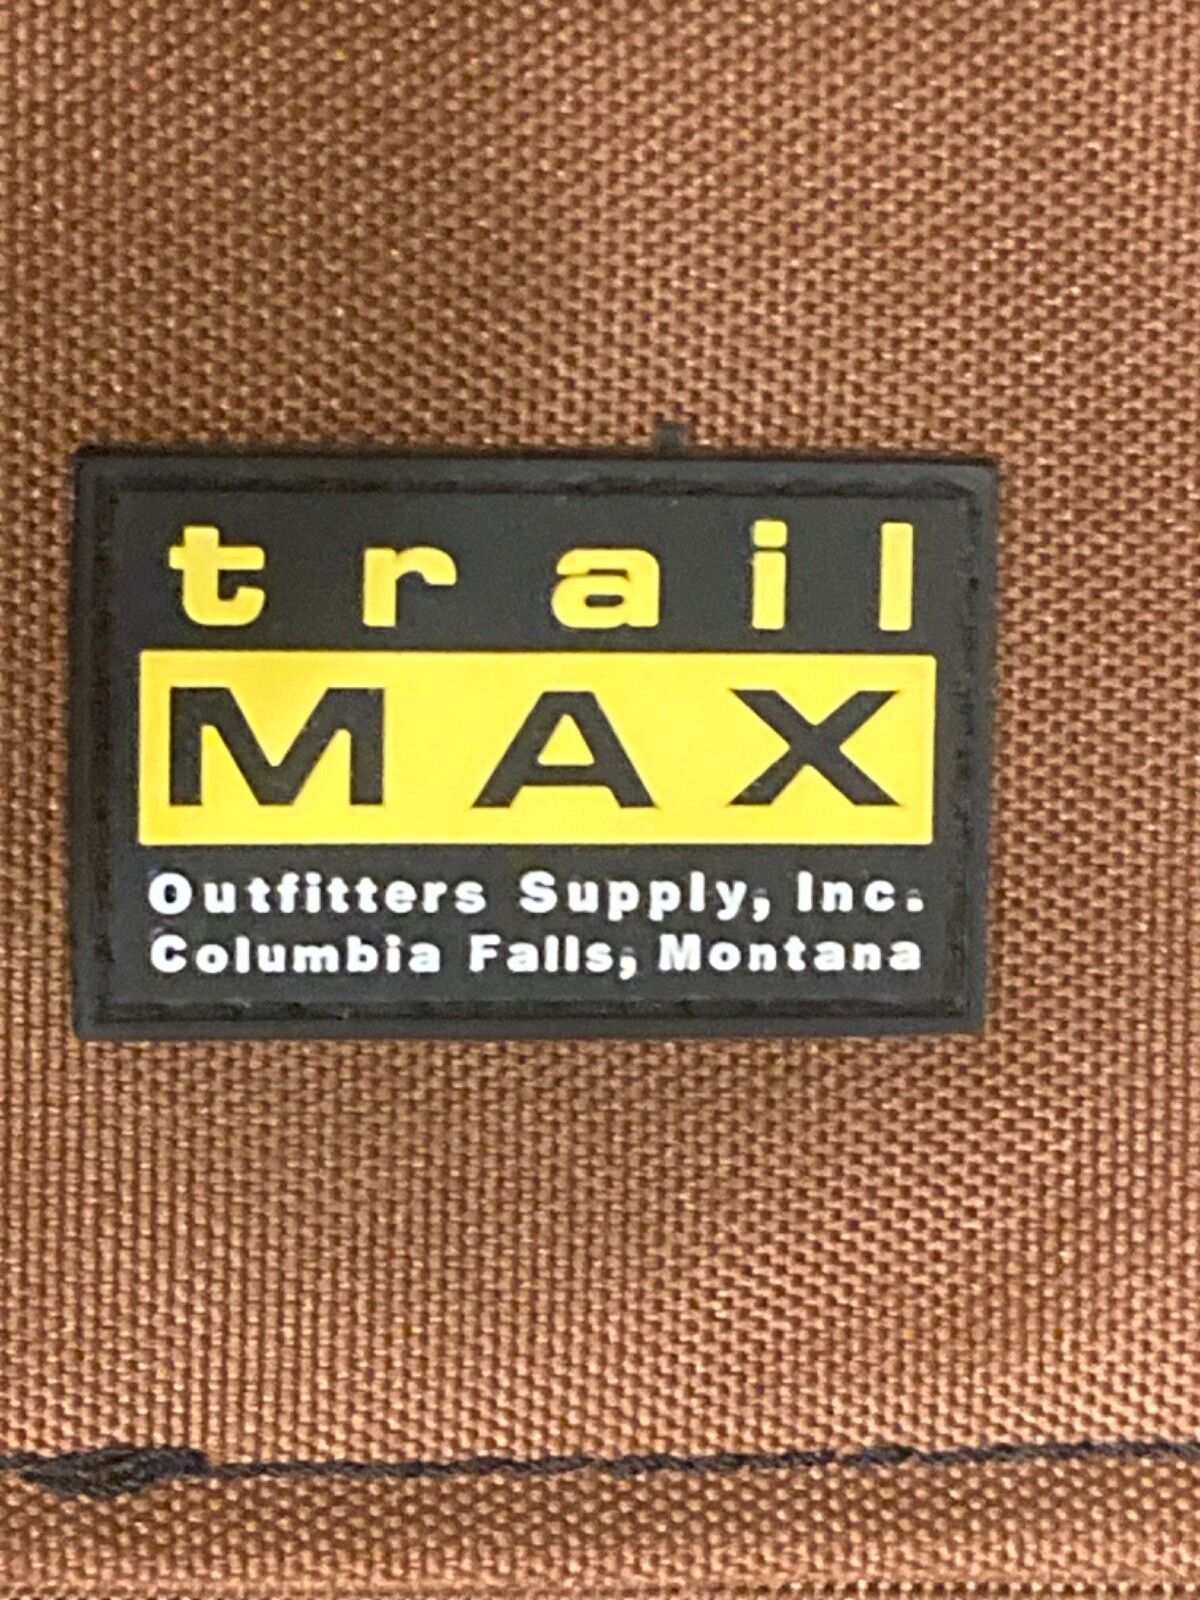 trail
MAX
Outfitters Supply, Inc.
Columbia Falls, Montana